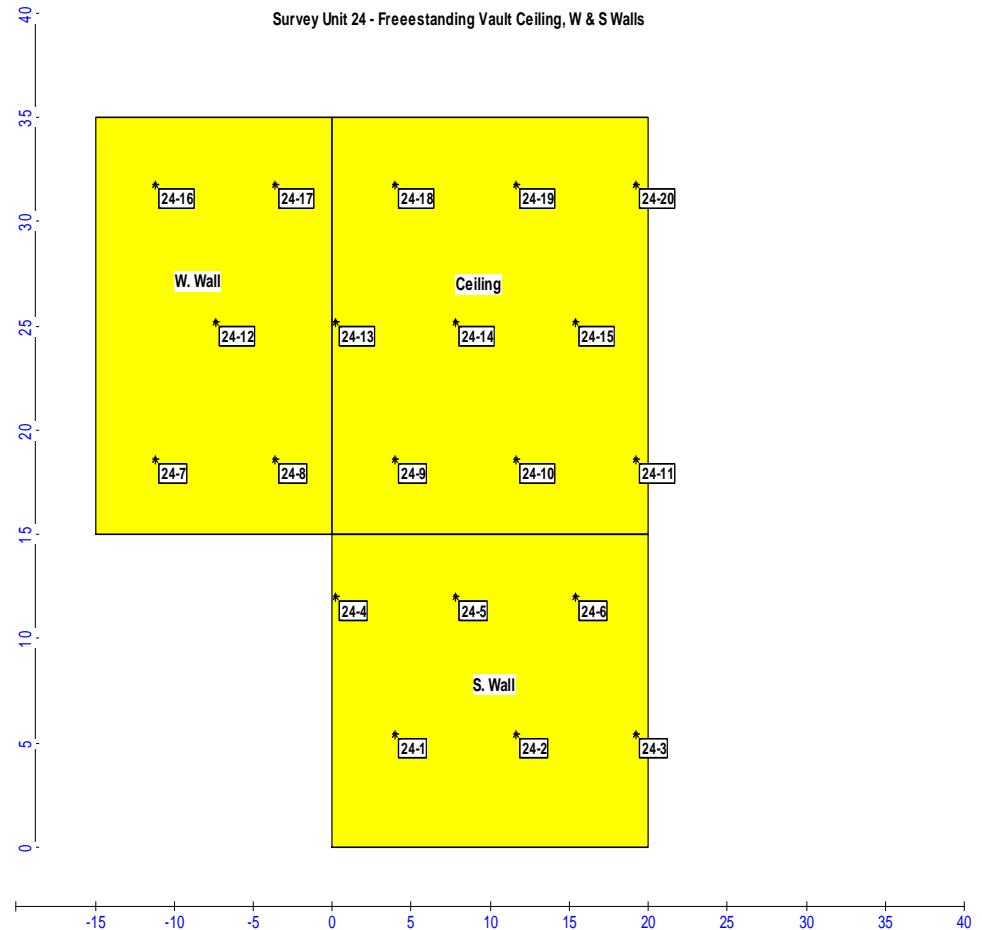 Survey Unit 24 - Freeestanding Vault Ceiling, W & S Walls
40
35
24-16 24-17 24-18 24-19 24-20
30
W. Wall Ceiling
25
24-12 24-13 24-14 24-15
20
24-7 24-8 24-9 24-10 24-11
15
24-4 24-5 24-6
10
S. Wall
5
24-1 24-2 24-3
0
-15 -10 -5 0 5 10 15 20 25 30 35 40